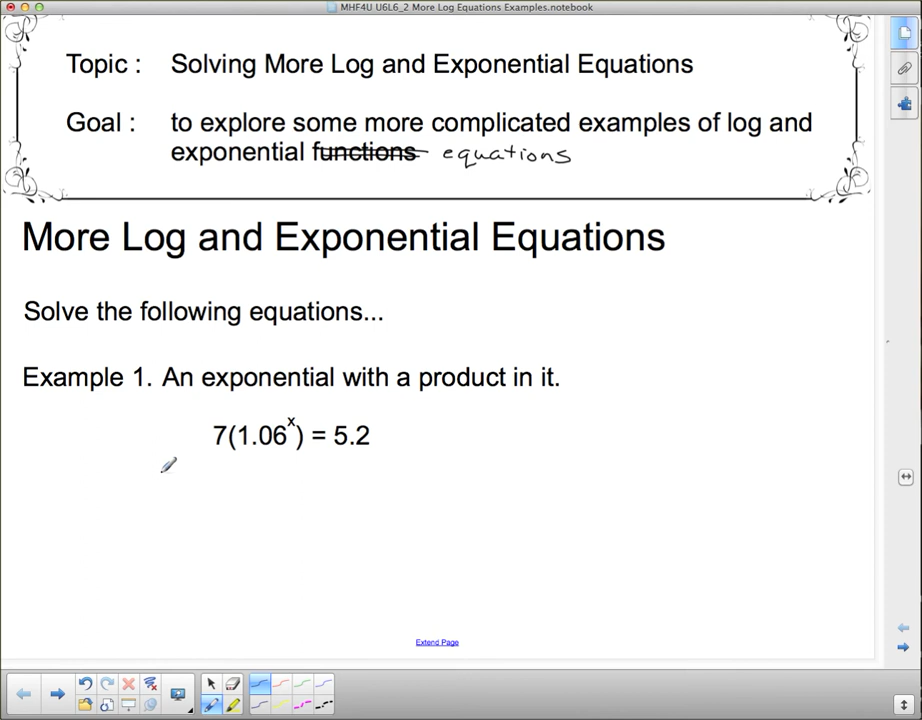 MHF4U U6L6_2 More Log Equations Examples.notebook
Topic : Solving More Log and Exponential Equations
Goal : to explore some more complicated examples of log and
exponential functions equations
More Log and Exponential Equations
Solve the following equations...
Example 1. An exponential with a product in it.
7(1.06ˣ) = 5.2
Extend Page